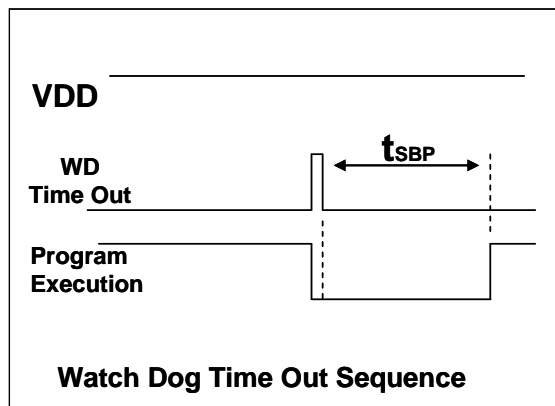 VDD
tSBP
WD
Time Out
Program
Execution
Watch Dog Time Out Sequence